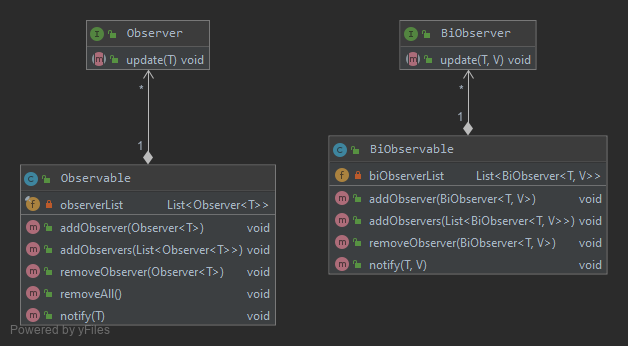 I Observer
m update(T) void
I BiObserver
m update(T, V) void
*
1
*
1
C Observable
f observerList List<Observer<T>>
m addObserver(Observer<T>) void
m addObservers(List<Observer<T>>) void
m removeObserver(Observer<T>) void
m removeAll() void
m notify(T) void
C BiObservable
f biObserverList List<BiObserver<T, V>>
m addObserver(BiObserver<T, V>) void
m addObservers(List<BiObserver<T, V>>) void
m removeObserver(BiObserver<T, V>) void
m notify(T, V) void
Powered by yFiles